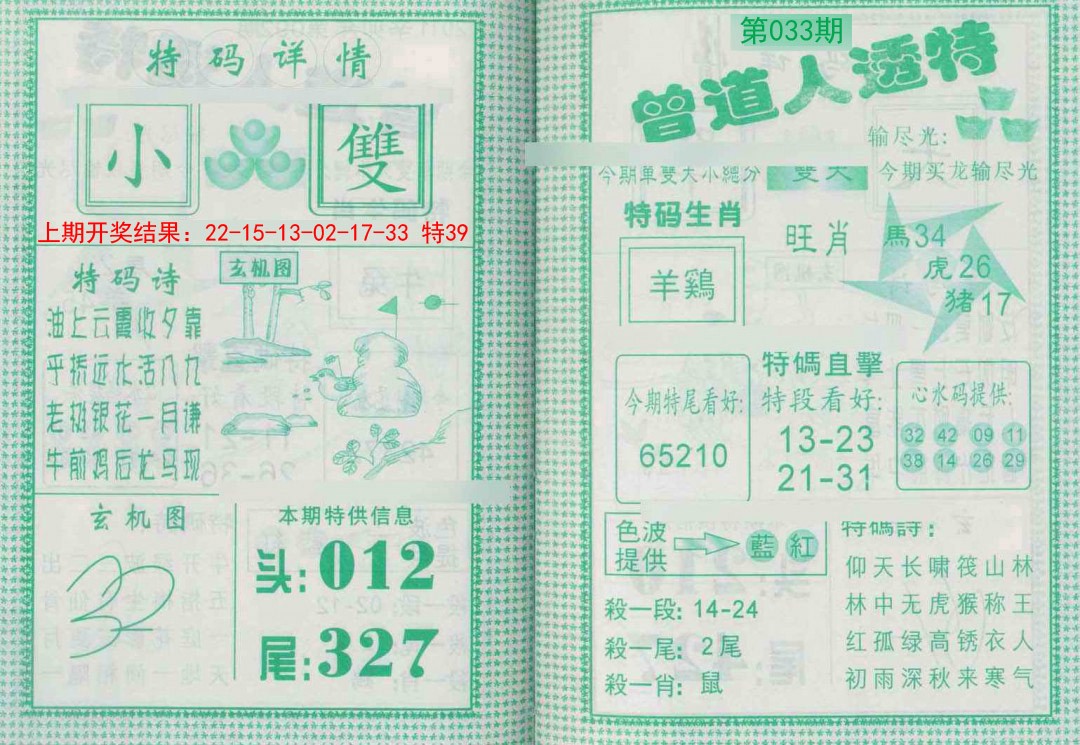 特码详情
小 雙
上期开奖结果：22-15-13-02-17-33 特39
特码诗
油上云霞收夕靠
乎振远水活八九
老奶银花一月谦
牛前鸡后龙马现
玄机图
玄机图
本期特供信息
头:012
尾:327
第033期
曾道人透特
输尽光:
今期买龙输尽光
今期单雙大小總分 雙大
特码生肖
羊鷄
旺肖
馬34
虎26
猪17
今期特尾看好:
65210
特碼直擊
特段看好:
13-23
21-31
心水码提供:
32 42 09 11
38 14 26 29
色波
提供
藍 紅
殺一段: 14-24
殺一尾: 2尾
殺一肖: 鼠
特碼詩:
仰天长啸筏山林
林中无虎猴称王
红孤绿高锈衣人
初雨深秋来寒气